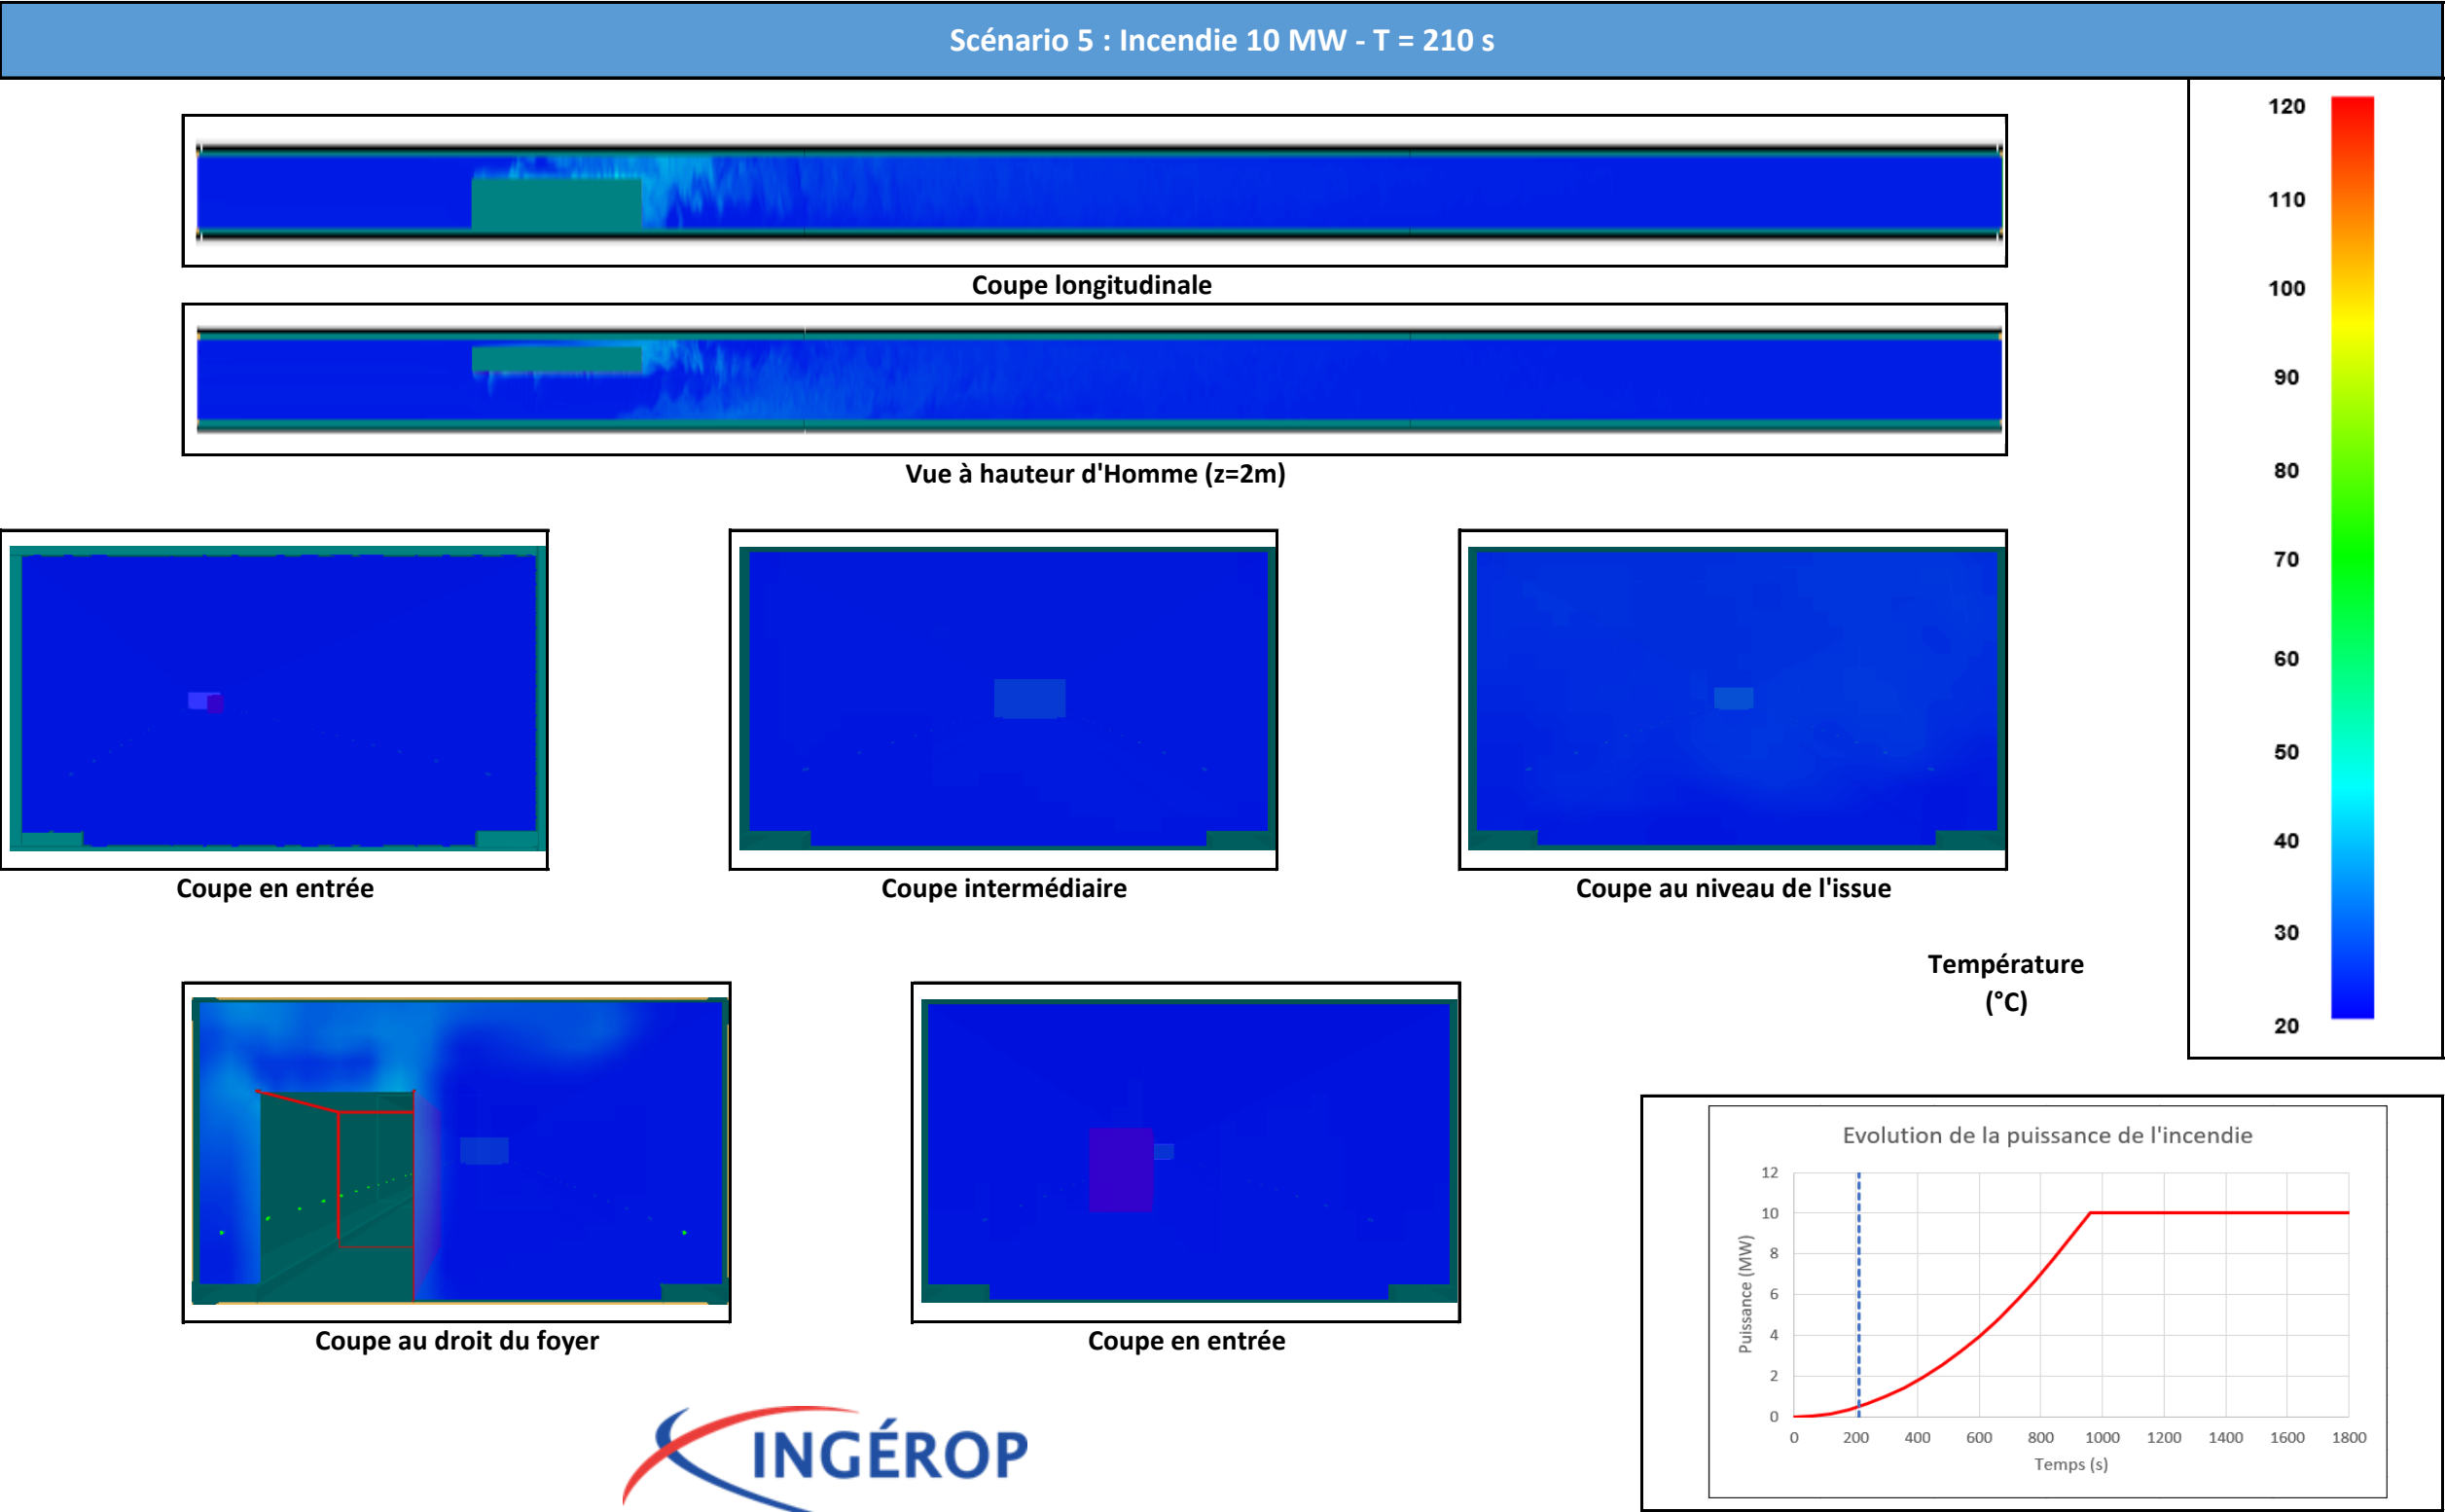 Scénario 5 : Incendie 10 MW - T = 210 s
Coupe longitudinale
Vue à hauteur d'Homme (z=2m)
Coupe en entrée
Coupe intermédiaire
Coupe au niveau de l'issue
Coupe au droit du foyer
Coupe en entrée
120
110
100
90
80
70
60
50
40
30
20
Température
(°C)
Evolution de la puissance de l'incendie
Puissance (MW)
12
10
8
6
4
2
0
0 200 400 600 800 1000 1200 1400 1600 1800
Temps (s)
INGÉROP